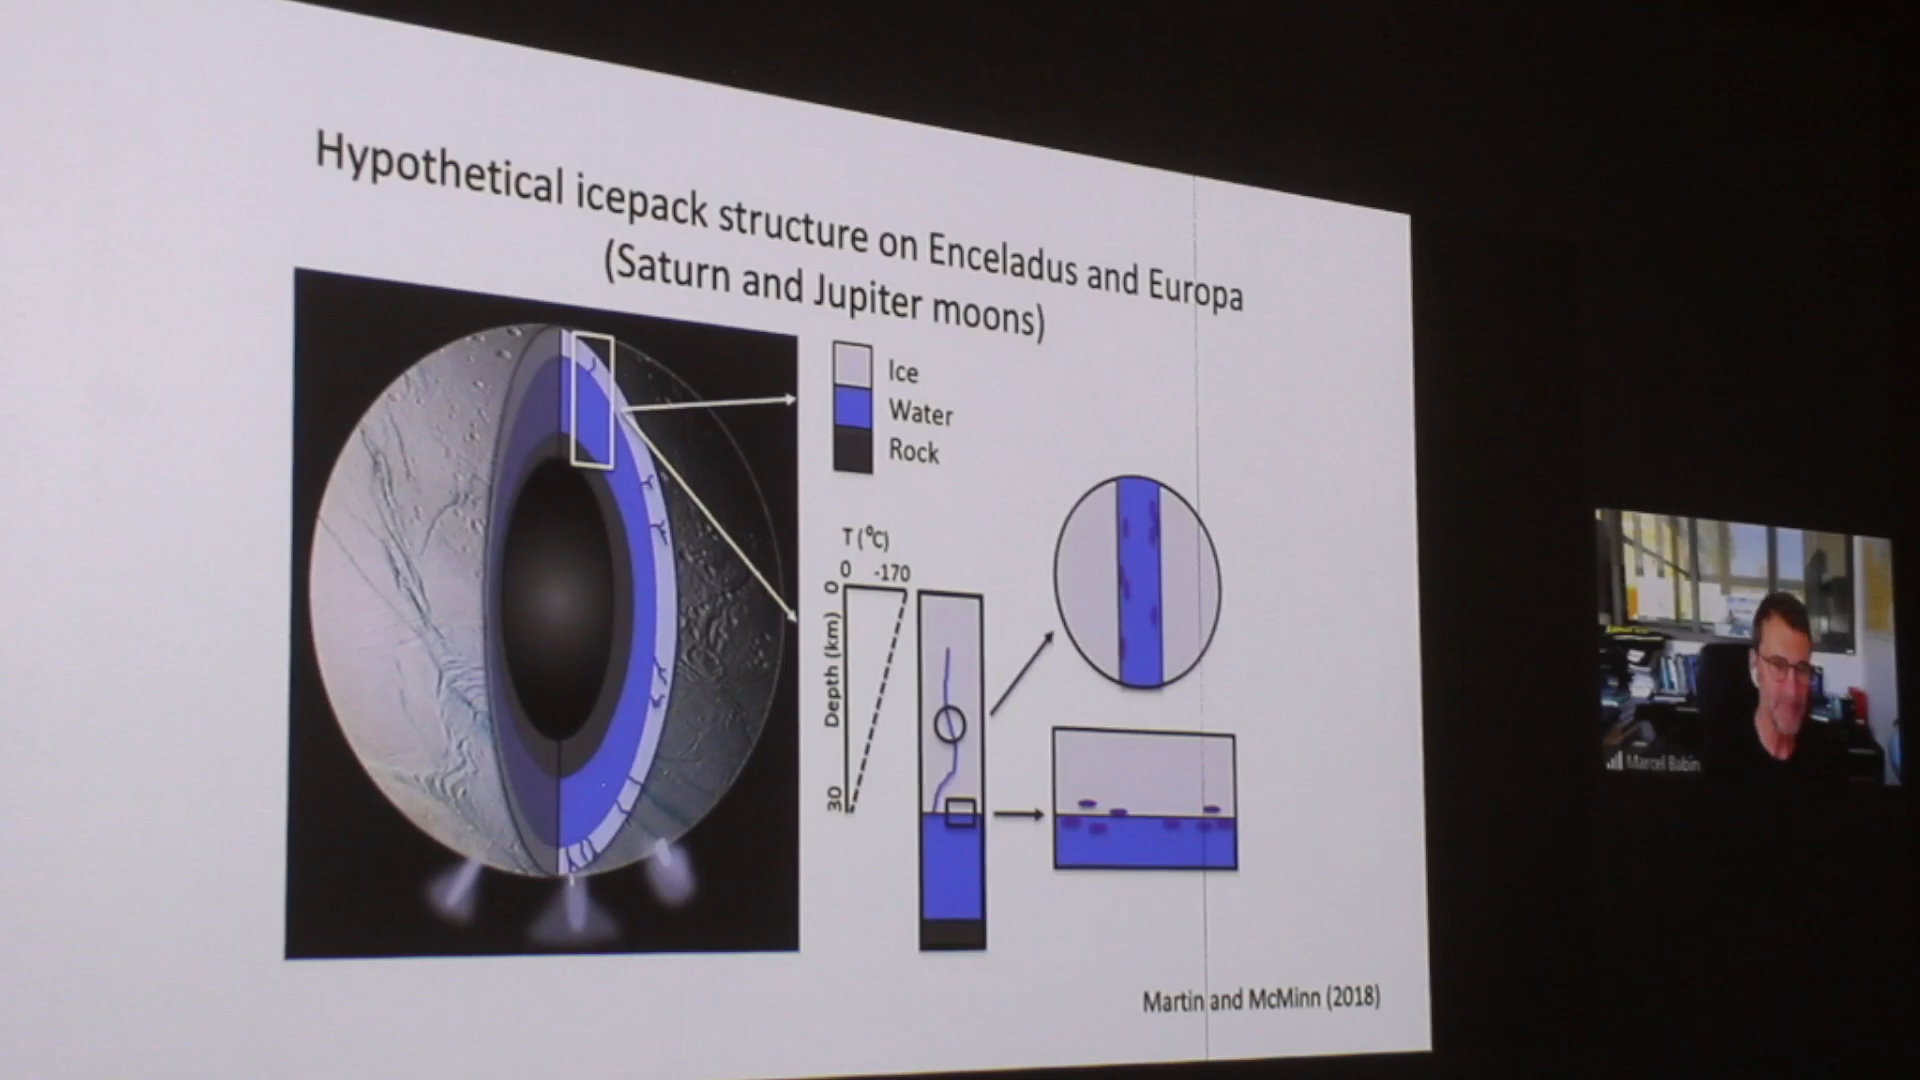 Hypothetical icepack structure on Enceladus and Europa
(Saturn and Jupiter moons)
Ice
Water
Rock
T (⁰C)
0 -170
0
Depth (km)
30
Martin and McMinn (2018)
Marcel Babin